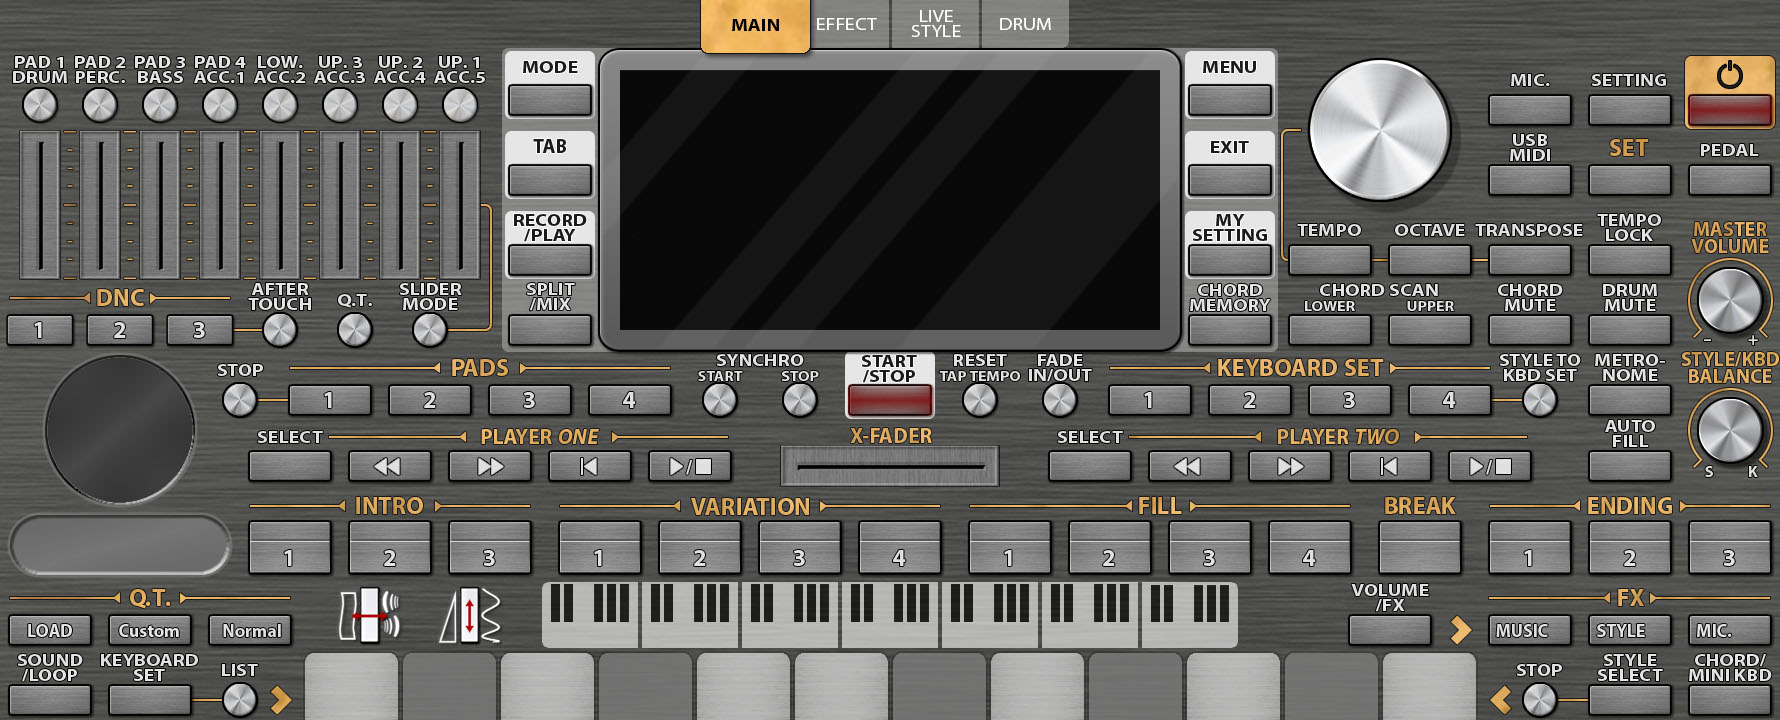 MAIN
EFFECT
LIVE
STYLE
DRUM
PAD 1
DRUM
PAD 2
PERC.
PAD 3
BASS
PAD 4
ACC.1
LOW.
ACC.2
UP. 3
ACC.3
UP. 2
ACC.4
UP. 1
ACC.5
MODE
TAB
RECORD
/PLAY
SPLIT
/MIX
MENU
EXIT
MY
SETTING
CHORD
MEMORY
MIC.
SETTING
USB
MIDI
SET
PEDAL
TEMPO
OCTAVE
TRANSPOSE
TEMPO
LOCK
MASTER
VOLUME
DNC
1
2
3
AFTER
TOUCH
Q.T.
SLIDER
MODE
CHORD SCAN
LOWER
UPPER
CHORD
MUTE
DRUM
MUTE
- +
STOP
PADS
1
2
3
4
SYNCHRO
START
STOP
START
/STOP
RESET
TAP TEMPO
FADE
IN/OUT
KEYBOARD SET
1
2
3
4
STYLE TO
KBD SET
METRO-
NOME
STYLE/KBD
BALANCE
S K
SELECT
PLAYER ONE
X-FADER
SELECT
PLAYER TWO
AUTO
FILL
INTRO
1
2
3
VARIATION
1
2
3
4
FILL
1
2
3
4
BREAK
ENDING
1
2
3
Q.T.
LOAD
Custom
Normal
VOLUME
/FX
FX
MUSIC
STYLE
MIC.
SOUND
/LOOP
KEYBOARD
SET
LIST
STOP
STYLE
SELECT
CHORD/
MINI KBD